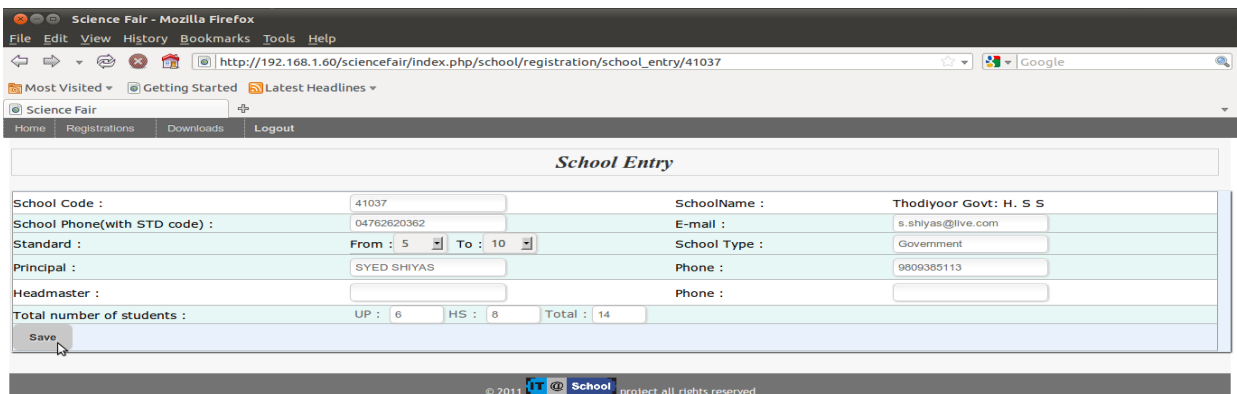 Science Fair - Mozilla Firefox
File Edit View History Bookmarks Tools Help
http://192.168.1.60/sciencefair/index.php/school/registration/school_entry/41037 Google
Most Visited Getting Started Latest Headlines
Science Fair
Home Registrations Downloads Logout
School Entry
School Code : 41037 SchoolName : Thodiyoor Govt: H. S S
School Phone(with STD code) : 04762620362 E-mail : s.shiyas@live.com
Standard : From : 5 To : 10 School Type : Government
Principal : SYED SHIYAS Phone : 9809385113
Headmaster : Phone :
Total number of students : UP : 6 HS : 8 Total : 14
Save
© 2011 IT @ School project all rights reserved